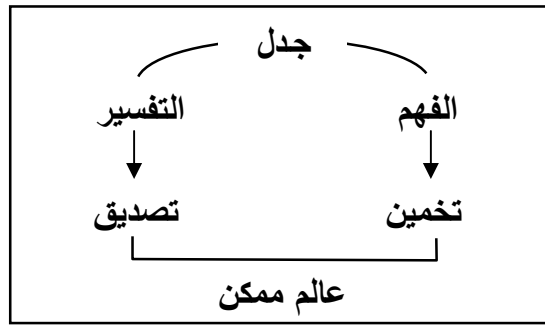 جدل
الفهم التفسير
تخمين تصديق
عالم ممكن